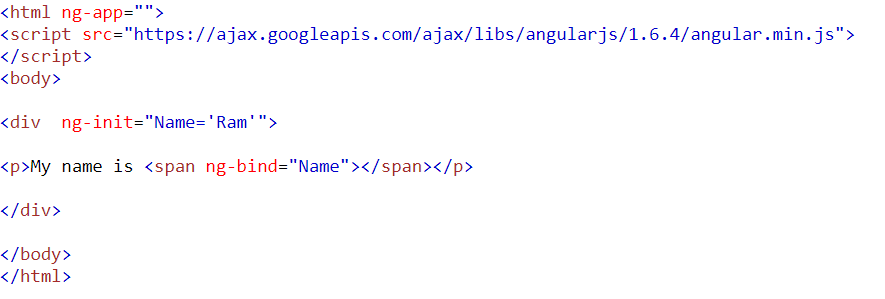 <html ng-app="">
<script src="https://ajax.googleapis.com/ajax/libs/angularjs/1.6.4/angular.min.js">
</script>
<body>
<div  ng-init="Name='Ram'">
<p>My name is <span ng-bind="Name"></span></p>
</div>
</body>
</html>